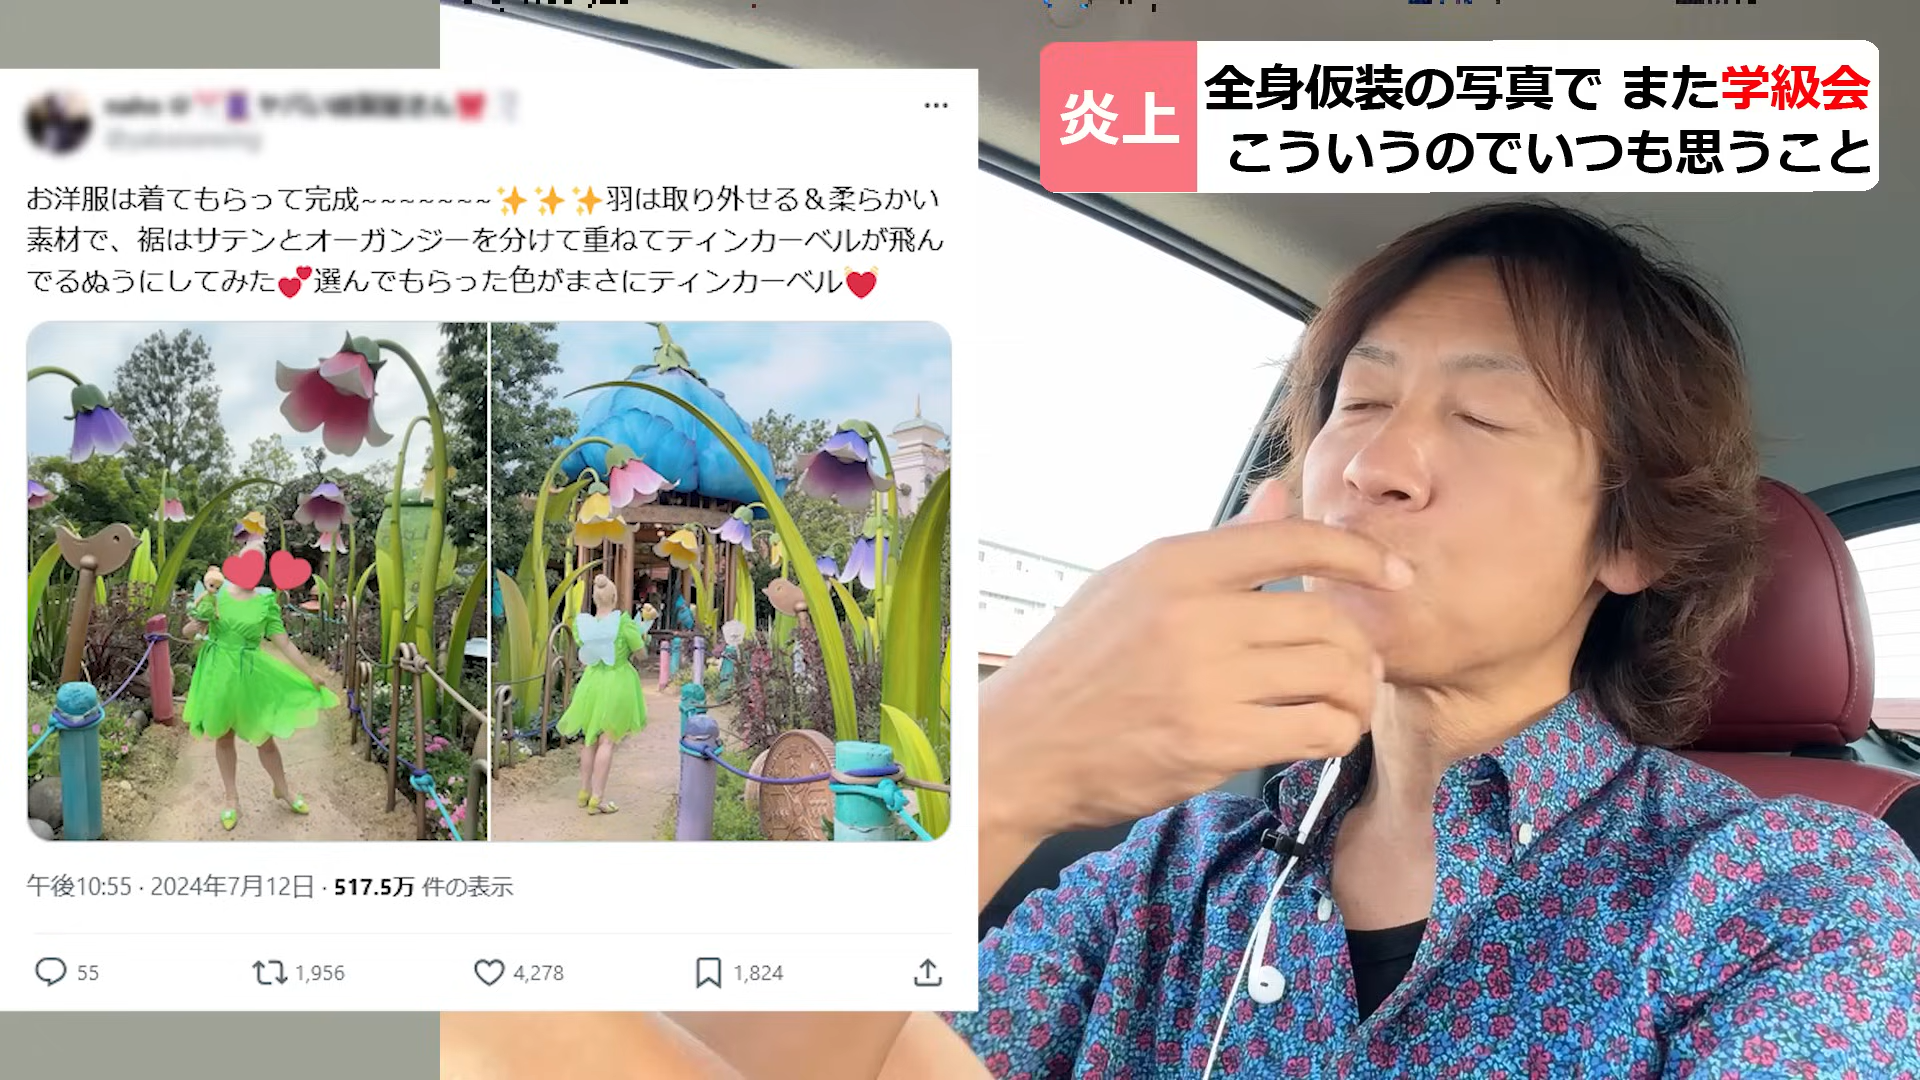 炎上
全身仮装の写真で また学級会
こういうのでいつも思うこと
お洋服は着てもらって完成~~~~~~~✨✨✨羽は取り外せる＆柔らかい
素材で、裾はサテンとオーガンジーを分けて重ねてティンカーベルが飛ん
でるぬうにしてみた💕選んでもらった色がまさにティンカーベル💓
午後10:55 · 2024年7月12日 · 517.5万 件の表示
55 1,956 4,278 1,824